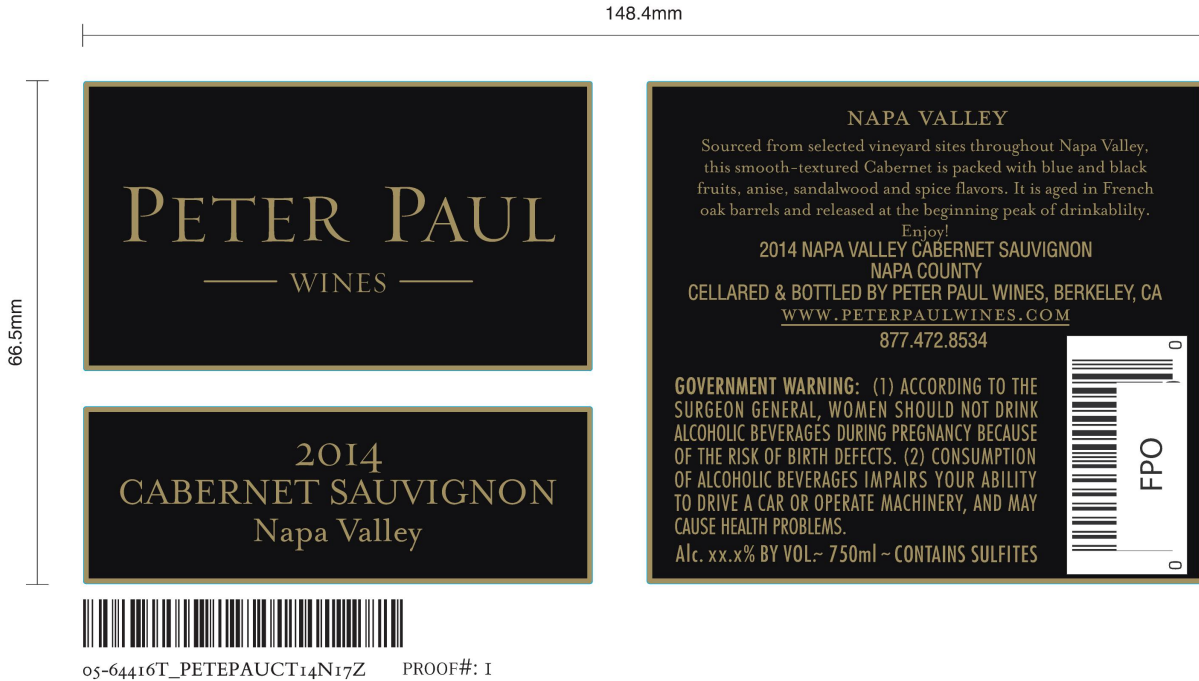 148.4mm
66.5mm
PETER PAUL
WINES
2014
CABERNET SAUVIGNON
Napa Valley
NAPA VALLEY
Sourced from selected vineyard sites throughout Napa Valley,
this smooth-textured Cabernet is packed with blue and black
fruits, anise, sandalwood and spice flavors. It is aged in French
oak barrels and released at the beginning peak of drinkablilty.
Enjoy!
2014 NAPA VALLEY CABERNET SAUVIGNON
NAPA COUNTY
CELLARED & BOTTLED BY PETER PAUL WINES, BERKELEY, CA
WWW.PETERPAULWINES.COM
877.472.8534
GOVERNMENT WARNING: (1) ACCORDING TO THE
SURGEON GENERAL, WOMEN SHOULD NOT DRINK
ALCOHOLIC BEVERAGES DURING PREGNANCY BECAUSE
OF THE RISK OF BIRTH DEFECTS. (2) CONSUMPTION
OF ALCOHOLIC BEVERAGES IMPAIRS YOUR ABILITY
TO DRIVE A CAR OR OPERATE MACHINERY, AND MAY
CAUSE HEALTH PROBLEMS.
Alc. xx.x% BY VOL.~ 750ml ~ CONTAINS SULFITES
0
FPO
0
05-64416T_PETEPAUCT14N17Z PROOF#: 1